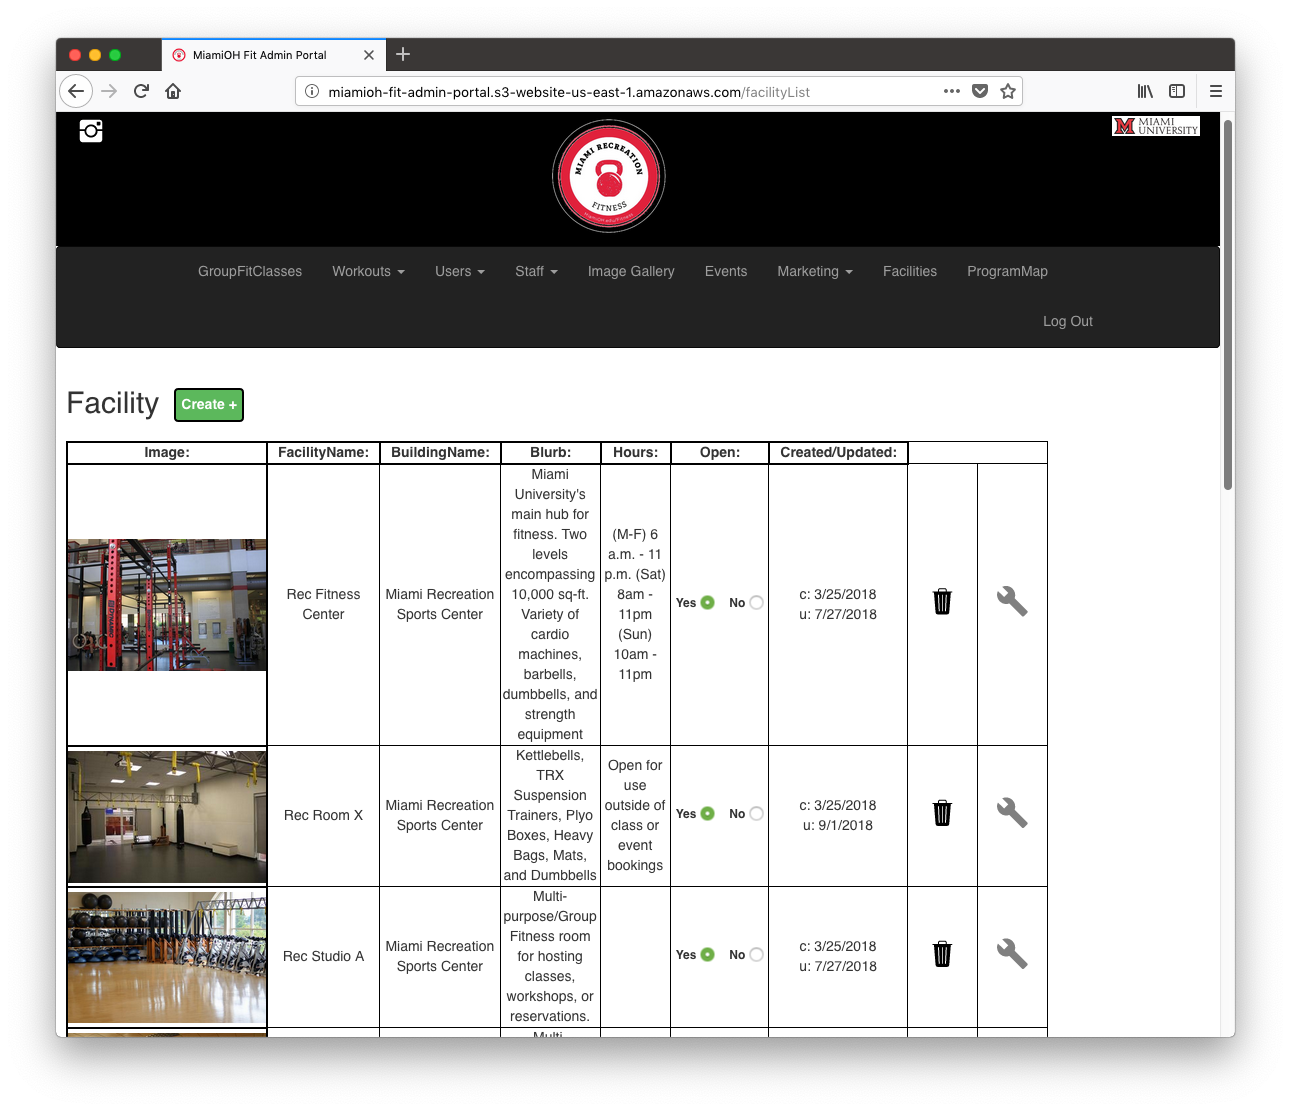 MiamiOH Fit Admin Portal
miamioh-fit-admin-portal.s3-website-us-east-1.amazonaws.com/facilityList
MIAMI RECREATION
FITNESS
MiamiOH.edu/Fitness
M MIAMI
UNIVERSITY
GroupFitClasses
Workouts
Users
Staff
Image Gallery
Events
Marketing
Facilities
ProgramMap
Log Out
Facility
Create +
Image:
FacilityName:
BuildingName:
Blurb:
Hours:
Open:
Created/Updated:
Rec Fitness
Center
Miami Recreation
Sports Center
Miami
University's
main hub for
fitness. Two
levels
encompassing
10,000 sq-ft.
Variety of
cardio
machines,
barbells,
dumbbells, and
strength
equipment
(M-F) 6
a.m. - 11
p.m. (Sat)
8am -
11pm
(Sun)
10am -
11pm
Yes
No
c: 3/25/2018
u: 7/27/2018
Rec Room X
Miami Recreation
Sports Center
Kettlebells,
TRX
Suspension
Trainers, Plyo
Boxes, Heavy
Bags, Mats,
and Dumbbells
Open for
use
outside of
class or
event
bookings
Yes
No
c: 3/25/2018
u: 9/1/2018
Rec Studio A
Miami Recreation
Sports Center
Multi-
purpose/Group
Fitness room
for hosting
classes,
workshops, or
reservations.
Yes
No
c: 3/25/2018
u: 7/27/2018
Multi-